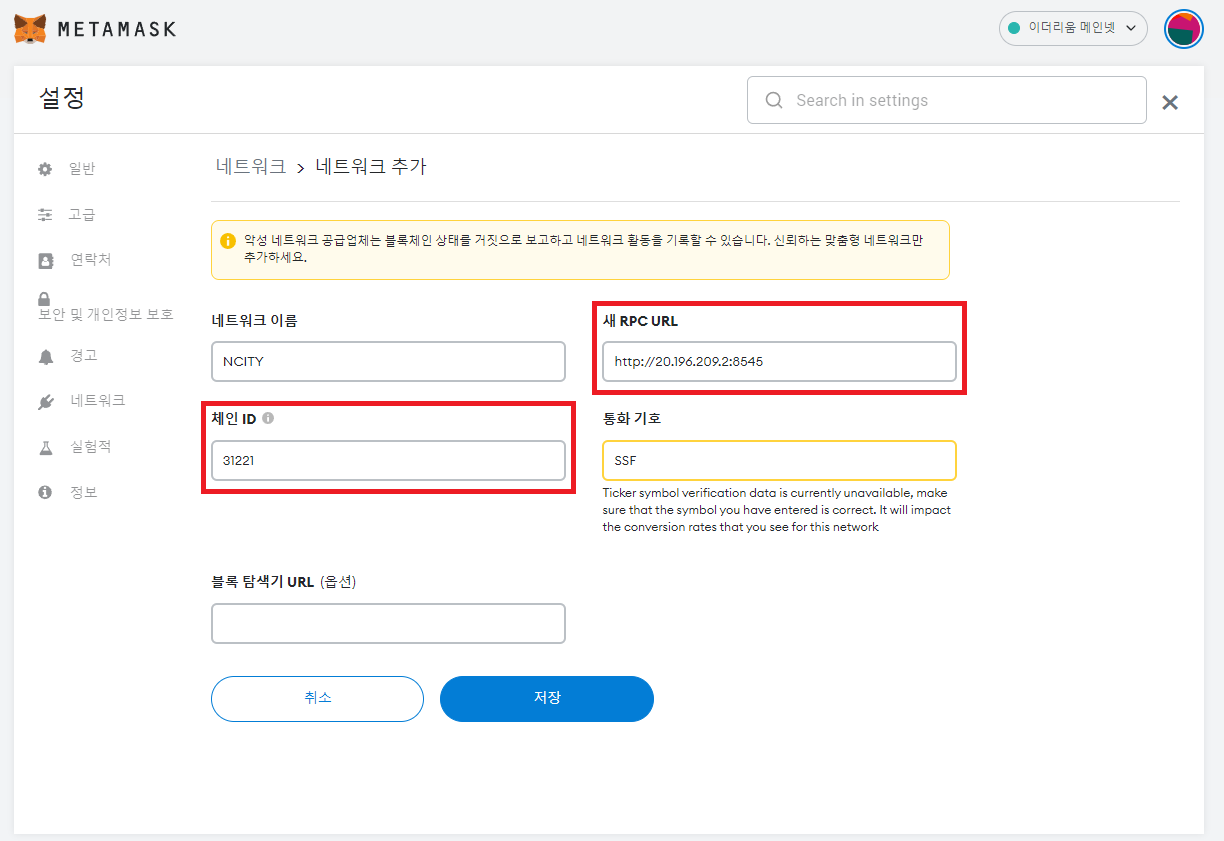 METAMASK
이더리움 메인넷
설정
Search in settings
일반
고급
연락처
보안 및 개인정보 보호
경고
네트워크
실험적
정보
네트워크 > 네트워크 추가
악성 네트워크 공급업체는 블록체인 상태를 거짓으로 보고하고 네트워크 활동을 기록할 수 있습니다. 신뢰하는 맞춤형 네트워크만
추가하세요.
네트워크 이름
NCITY
새 RPC URL
http://20.196.209.2:8545
체인 ID
31221
통화 기호
SSF
Ticker symbol verification data is currently unavailable, make
sure that the symbol you have entered is correct. It will impact
the conversion rates that you see for this network
블록 탐색기 URL (옵션)
취소
저장